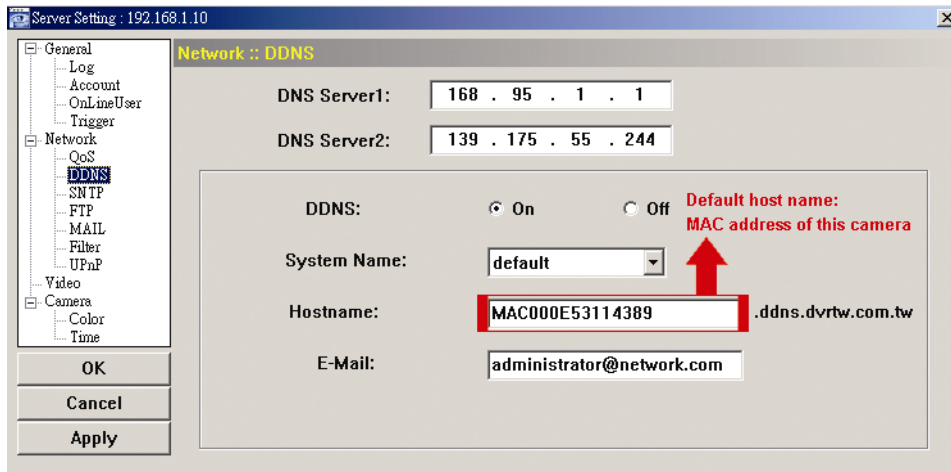 Server Setting : 192.168.1.10
General
Log
Account
OnLineUser
Trigger
Network
QoS
DDNS
SNTP
FTP
MAIL
Filter
UPnP
Video
Camera
Color
Time
OK
Cancel
Apply
Network :: DDNS
DNS Server1: 168 . 95 . 1 . 1
DNS Server2: 139 . 175 . 55 . 244
DDNS: On Off
Default host name:
MAC address of this camera
System Name: default
Hostname: MAC000E53114389 .ddns.dvrtw.com.tw
E-Mail: administrator@network.com